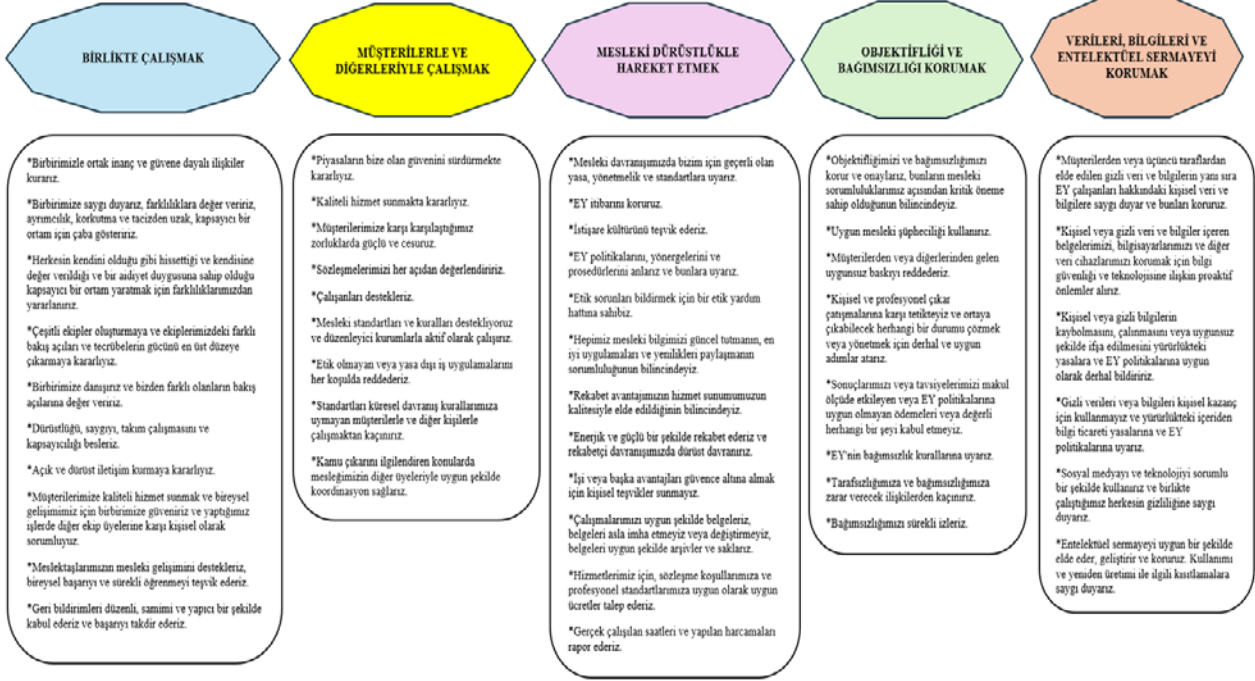 BİRLİKTE ÇALIŞMAK
*Birbirimizle ortak inanç ve güvene dayalı ilişkiler
kurarız.
*Birbirimize saygı duyarız, farklılıklara değer veririz,
ayrımcılık, korkutma ve tacizden uzak, kapsayıcı bir
ortam için çaba gösteririz.
*Herkesin kendini olduğu gibi hissettiği ve kendisine
değer verildiği ve bir aidiyet duygusuna sahip olduğu
kapsayıcı bir ortam yaratmak için farklılıklarımızdan
yararlanırız.
*Çeşitli ekipler oluşturmaya ve ekiplerimizdeki farklı
bakış açıları ve tecrübelerin gücünü en üst düzeye
çıkarmaya kararlıyız.
*Birbirimize danışırız ve bizden farklı olanların bakış
açılarına değer veririz.
*Dürüstlüğü, saygıyı, takım çalışmasını ve
kapsayıcılığı besleriz.
*Açık ve dürüst iletişim kurmaya kararlıyız.
*Müşterilerimize kaliteli hizmet sunmak ve bireysel
gelişimimiz için birbirimize güveniriz ve yaptığımız
işlerde diğer ekip üyelerine karşı kişisel olarak
sorumluyuz.
*Meslektaşlarımızın mesleki gelişimini destekleriz,
bireysel başarıyı ve sürekli öğrenmeyi teşvik ederiz.
*Geri bildirimleri düzenli, samimi ve yapıcı bir şekilde
kabul ederiz ve başarıyı takdir ederiz.
MÜŞTERİLERLE VE
DİĞERLERİYLE ÇALIŞMAK
*Piyasaların bize olan güvenini sürdürmekte
kararlıyız.
*Kaliteli hizmet sunmakta kararlıyız.
*Müşterilerimize karşı karşılaştığımız
zorluklarda güçlü ve cesuruz.
*Sözleşmelerimizi her açıdan değerlendiririz.
*Çalışanları destekleriz.
*Mesleki standartları ve kuralları destekliyoruz
ve düzenleyici kurumlarla aktif olarak çalışırız.
*Etik olmayan veya yasa dışı iş uygulamalarını
her koşulda reddederiz.
*Standartları küresel davranış kurallarımıza
uymayan müşterilerle ve diğer kişilerle
çalışmaktan kaçınırız.
*Kamu çıkarını ilgilendiren konularda
mesleğimizin diğer üyeleriyle uygun şekilde
koordinasyon sağlarız.
MESLEKİ DÜRÜSTLÜKLE
HAREKET ETMEK
*Mesleki davranışımızda bizim için geçerli olan
yasa, yönetmelik ve standartlara uyarız.
*EY itibarını koruruz.
*İstişare kültürünü teşvik ederiz.
*EY politikalarını, yönergelerini ve
prosedürlerini anlarız ve bunlara uyarız.
*Etik sorunları bildirmek için bir etik yardım
hattına sahibiz.
*Hepimiz mesleki bilgimizi güncel tutmanın, en
iyi uygulamaları ve yenilikleri paylaşmanın
sorumluluğunun bilincindeyiz.
*Rekabet avantajımızın hizmet sunumumuzun
kalitesiyle elde edildiğinin bilincindeyiz.
*Enerjik ve güçlü bir şekilde rekabet ederiz ve
rekabetçi davranışımızda dürüst davranırız.
*İşi veya başka avantajları güvence altına almak
için kişisel teşvikler sunmayız.
*Çalışmalarımızı uygun şekilde belgeleriz,
belgeleri asla imha etmeyiz veya değiştirmeyiz,
belgeleri uygun şekilde arşivler ve saklarız.
*Hizmetlerimiz için, sözleşme koşullarımıza ve
profesyonel standartlarımıza uygun olarak uygun
ücretler talep ederiz.
*Gerçek çalışılan saatleri ve yapılan harcamaları
rapor ederiz.
OBJEKTİFLİĞİ VE
BAĞIMSIZLIĞI KORUMAK
*Objektifliğimizi ve bağımsızlığımızı
korur ve onaylarız, bunların mesleki
sorumluluklarımız açısından kritik öneme
sahip olduğunun bilincindeyiz.
*Uygun mesleki şüpheciliği kullanırız.
*Müşterilerden veya diğerlerinden gelen
uygunsuz baskıyı reddederiz.
*Kişisel ve profesyonel çıkar
çatışmalarına karşı tetikteyiz ve ortaya
çıkabilecek herhangi bir durumu çözmek
veya yönetmek için derhal ve uygun
adımlar atarız.
*Sonuçlarımızı veya tavsiyelerimizi makul
ölçüde etkileyen veya EY politikalarına
uygun olmayan ödemeleri veya değerli
herhangi bir şeyi kabul etmeyiz.
*EY'nin bağımsızlık kurallarına uyarız.
*Tarafsızlığımıza ve bağımsızlığımıza
zarar verecek ilişkilerden kaçınırız.
*Bağımsızlığımızı sürekli izleriz.
VERİLERİ, BİLGİLERİ VE
ENTELEKTÜEL SERMAYEYİ
KORUMAK
*Müşterilerden veya üçüncü taraflardan
elde edilen gizli veri ve bilgilerin yanı sıra
EY çalışanları hakkındaki kişisel veri ve
bilgilere saygı duyar ve bunları koruruz.
*Kişisel veya gizli veri ve bilgiler içeren
belgelerimizi, bilgisayarlarımızı ve diğer
veri cihazlarımızı korumak için bilgi
güvenliği ve teknolojisine ilişkin proaktif
önlemler alırız.
*Kişisel veya gizli bilgilerin
kaybolmasını, çalınmasını veya uygunsuz
şekilde ifşa edilmesini yürürlükteki
yasalara ve EY politikalarına uygun
olarak derhal bildiririz.
*Gizli verileri veya bilgileri kişisel kazanç
için kullanmayız ve yürürlükteki içeriden
bilgi ticareti yasalarına ve EY
politikalarına uyarız.
*Sosyal medyayı ve teknolojiyi sorumlu
bir şekilde kullanırız ve birlikte
çalıştığımız herkesin gizliliğine saygı
duyarız.
*Entelektüel sermayeyi uygun bir şekilde
elde eder, geliştirir ve koruruz. Kullanımı
ve yeniden üretimi ile ilgili kısıtlamalara
saygı duyarız.